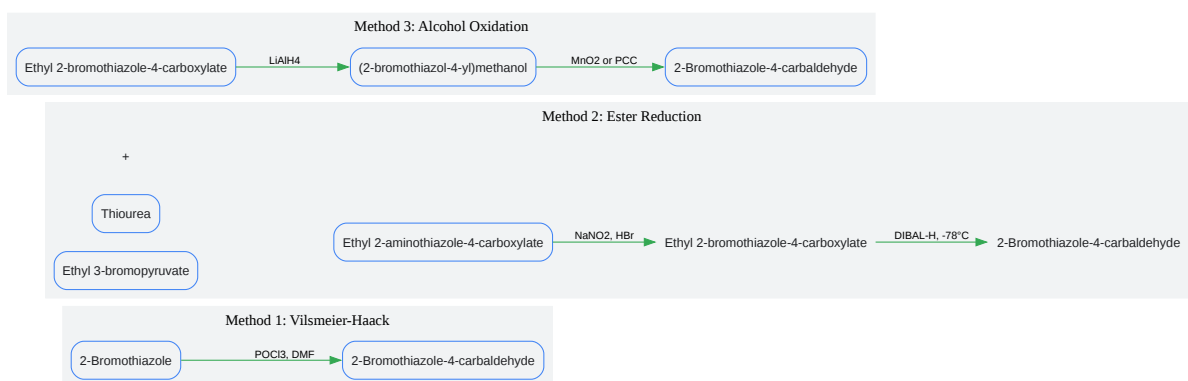 Method 3: Alcohol Oxidation
Ethyl 2-bromothiazole-4-carboxylate
LiAlH4
(2-bromothiazol-4-yl)methanol
MnO2 or PCC
2-Bromothiazole-4-carbaldehyde
Method 2: Ester Reduction
+
Thiourea
Ethyl 3-bromopyruvate
Ethyl 2-aminothiazole-4-carboxylate
NaNO2, HBr
Ethyl 2-bromothiazole-4-carboxylate
DIBAL-H, -78°C
2-Bromothiazole-4-carbaldehyde
Method 1: Vilsmeier-Haack
2-Bromothiazole
POCl3, DMF
2-Bromothiazole-4-carbaldehyde